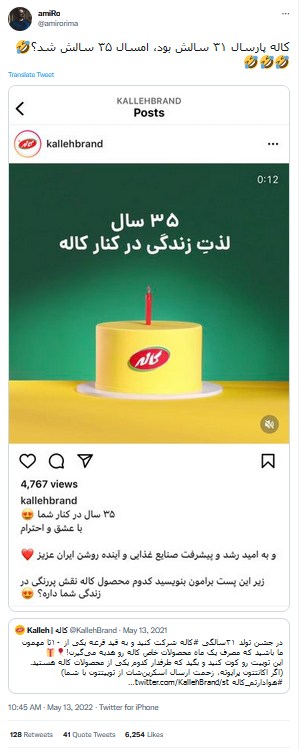 amiRo
@amirorima
کاله پارسال ۳۱ سالش بود، امسال ۳۵ سالش شد؟🤣
🤣🤣🤣
Translate Tweet
KALLEHBRAND
Posts
kallehbrand
0:12
۳۵ سال
لذتِ زندگی در کنار کاله
کاله
4,767 views
kallehbrand
۳۵ سال در کنار شما 😍
با عشق و احترام
و به امید رشد و پیشرفت صنایع غذایی و آینده روشن ایران عزیز ❤️
زیر این پست برامون بنویسید کدوم محصول کاله نقش پررنگی در
زندگی شما داره؟ 😍
Kalleh | کاله @KallehBrand · May 13, 2021
در جشن تولد ۳۱سالگی #کاله شرکت کنید و به قید قرعه یکی از ۱۰تا مهمون
ما باشید که مصرف یک ماه محصولات خاص کاله رو هدیه می‌گیرن!🎈🎁
این توییت رو کوت کنید و بگید که طرفدار کدوم یکی از محصولات کاله هستید.
(اگر اکانتتون پرایوته، زحمت ارسال اسکرین‌شات از توییتتون با شما)
#هوادارتم_کاله twitter.com/KallehBrand/st...
10:45 AM · May 13, 2022 · Twitter for iPhone
128 Retweets 41 Quote Tweets 6,254 Likes